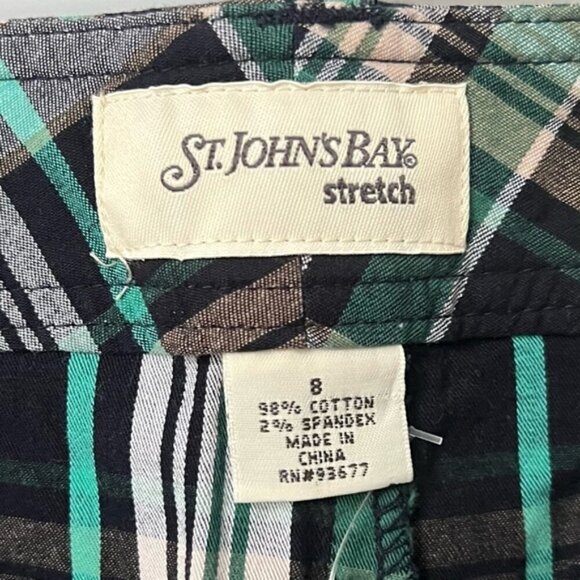 ST. JOHN'S BAY®
stretch
8
98% COTTON
2% SPANDEX
MADE IN
CHINA
RN#93677